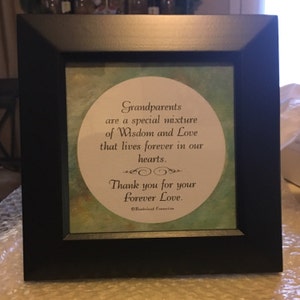 Grandparents
are a special mixture
of Wisdom and Love
that lives forever in our
hearts.
Thank you for your
Forever Love.